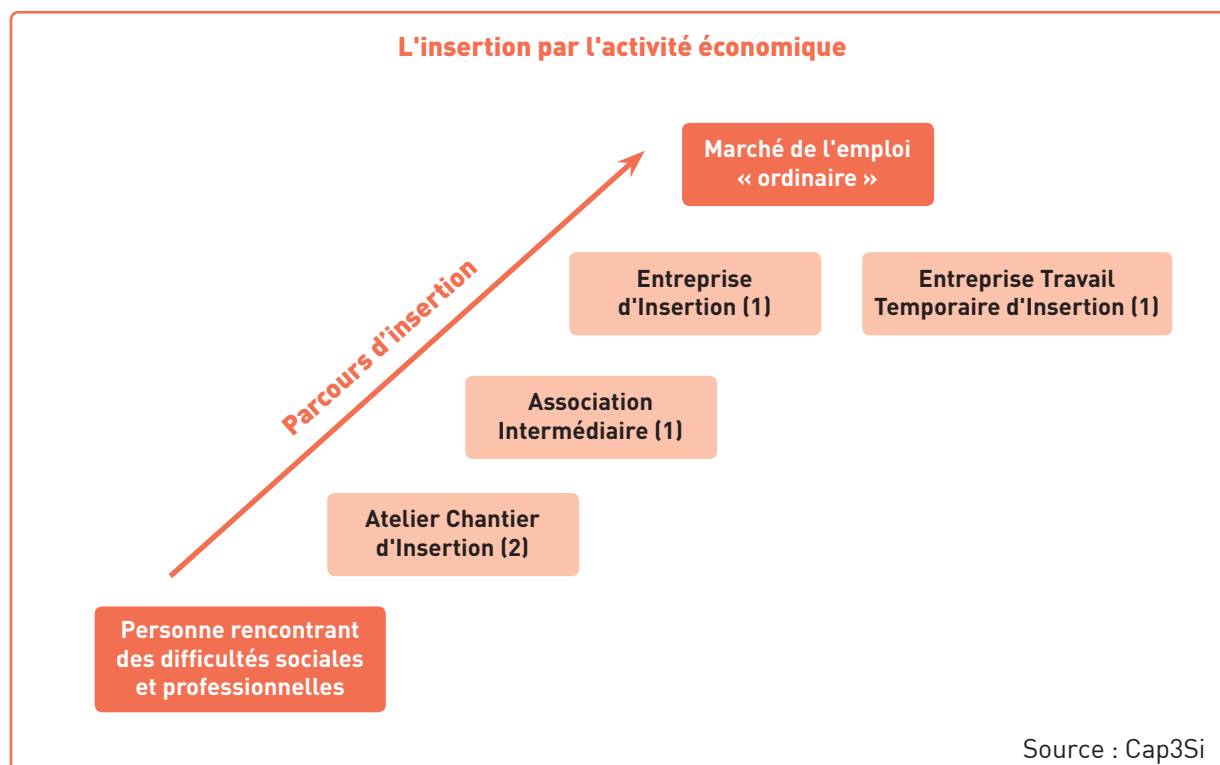 L'insertion par l'activité économique
Marché de l'emploi
« ordinaire »
Entreprise
d'Insertion (1)
Entreprise Travail
Temporaire d'Insertion (1)
Parcours d’insertion
Association
Intermédiaire (1)
Atelier Chantier
d'Insertion (2)
Personne rencontrant
des difficultés sociales
et professionnelles
Source : Cap3Si